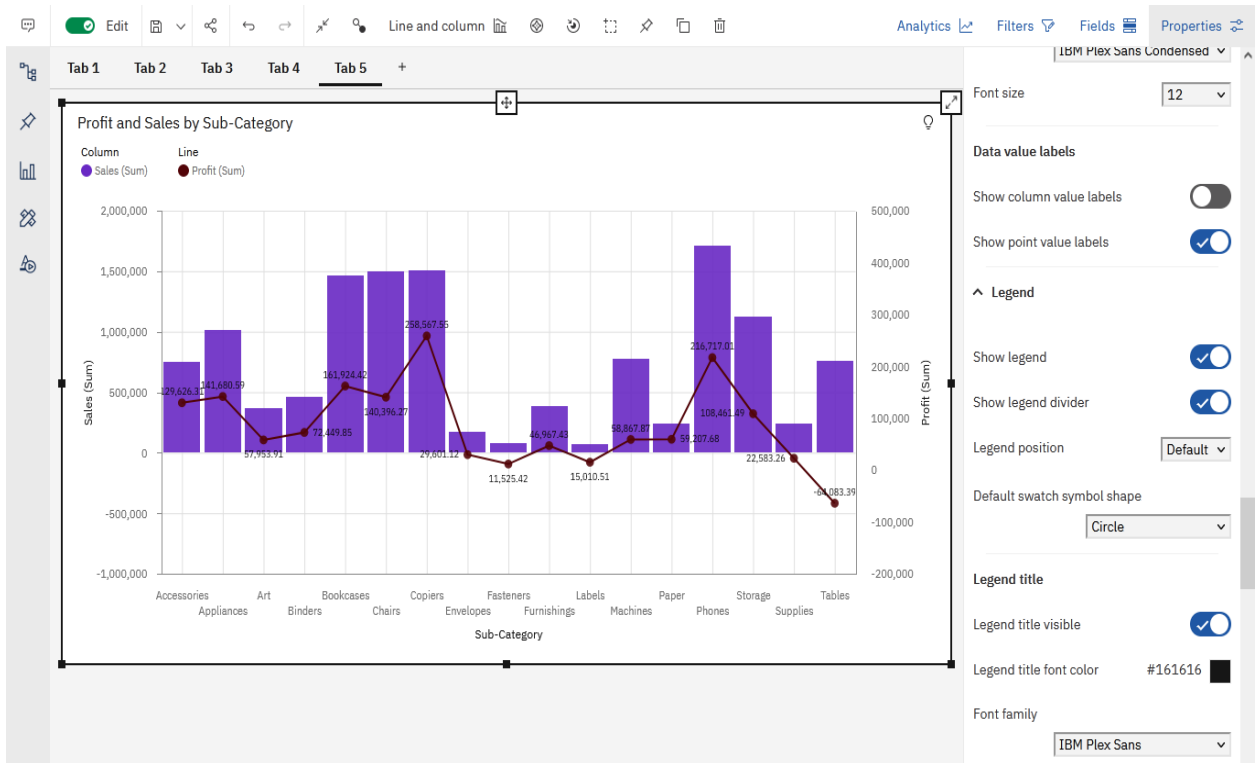 Edit
Line and column
Analytics
Filters
Fields
Properties
Tab 1 Tab 2 Tab 3 Tab 4 Tab 5 +
Profit and Sales by Sub-Category
Column Line
Sales (Sum) Profit (Sum)
2,000,000
1,500,000
1,000,000
500,000
0
-500,000
-1,000,000
Sales (Sum)
129,626.31
141,680.59
57,953.91
72,449.85
161,924.42
140,396.27
258,567.55
29,601.12
11,525.42
46,967.43
15,010.51
58,867.87
59,207.68
216,717.01
108,461.49
22,583.26
-64,083.39
500,000
400,000
300,000
200,000
100,000
0
-100,000
-200,000
Profit (Sum)
Accessories Art Bookcases Copiers Fasteners Labels Paper Storage Tables
Appliances Binders Chairs Envelopes Furnishings Machines Phones Supplies
Sub-Category
IBM Plex Sans Condensed
Font size 12
Data value labels
Show column value labels
Show point value labels
Legend
Show legend
Show legend divider
Legend position Default
Default swatch symbol shape
Circle
Legend title
Legend title visible
Legend title font color #161616
Font family
IBM Plex Sans